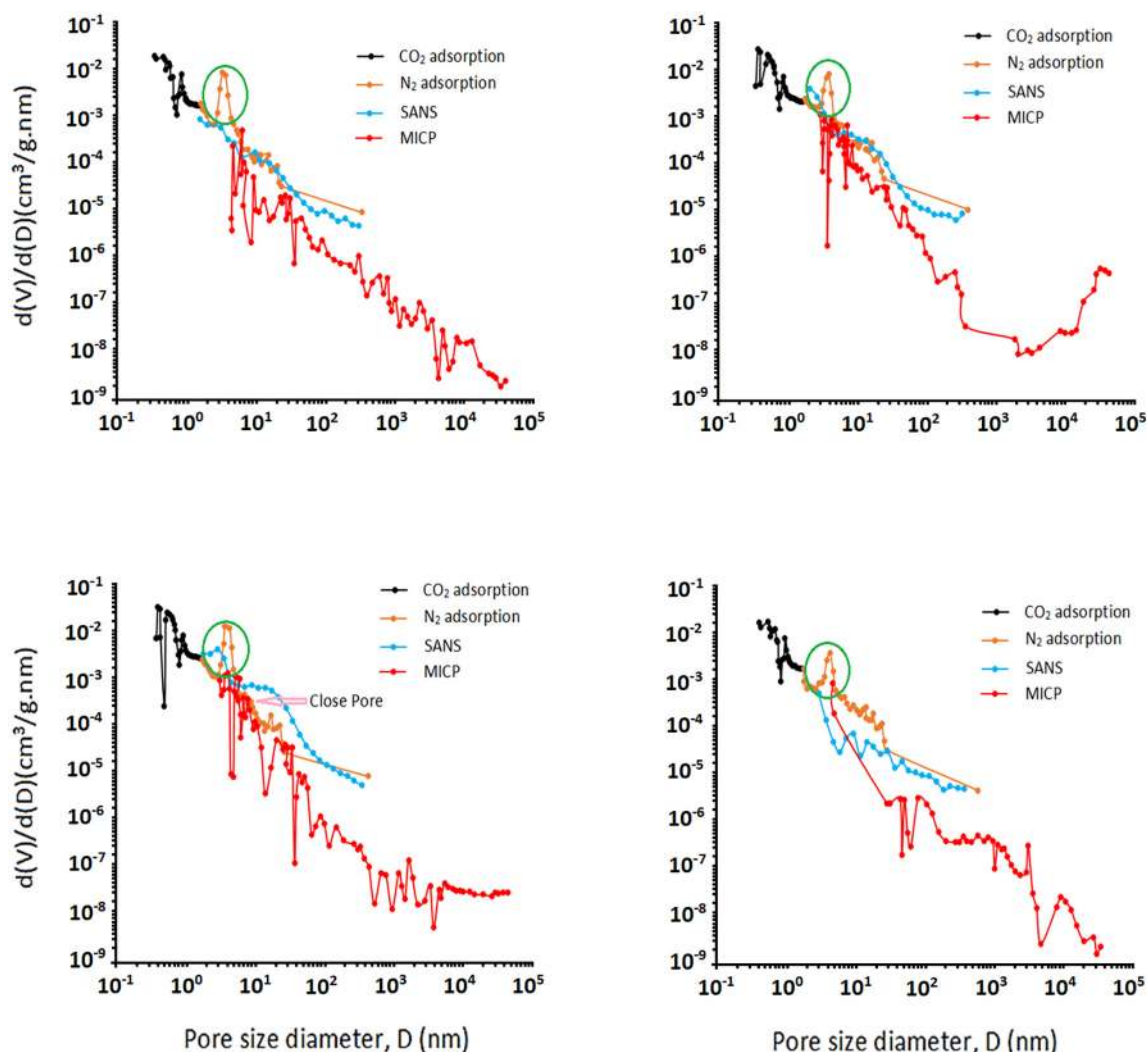 10⁻¹
10⁻²
10⁻³
10⁻⁴
10⁻⁵
10⁻⁶
10⁻⁷
10⁻⁸
10⁻⁹
d(V)/d(D)(cm³/g.nm)
CO₂ adsorption
N₂ adsorption
SANS
MICP
10⁻¹ 10⁰ 10¹ 10² 10³ 10⁴ 10⁵
10⁻¹
10⁻²
10⁻³
10⁻⁴
10⁻⁵
10⁻⁶
10⁻⁷
10⁻⁸
10⁻⁹
CO₂ adsorption
N₂ adsorption
SANS
MICP
10⁻¹ 10⁰ 10¹ 10² 10³ 10⁴ 10⁵
10⁻¹
10⁻²
10⁻³
10⁻⁴
10⁻⁵
10⁻⁶
10⁻⁷
10⁻⁸
10⁻⁹
d(V)/d(D)(cm³/g.nm)
CO₂ adsorption
N₂ adsorption
SANS
MICP
Close Pore
10⁻¹ 10⁰ 10¹ 10² 10³ 10⁴ 10⁵
Pore size diameter, D (nm)
10⁻¹
10⁻²
10⁻³
10⁻⁴
10⁻⁵
10⁻⁶
10⁻⁷
10⁻⁸
10⁻⁹
CO₂ adsorption
N₂ adsorption
SANS
MICP
10⁻¹ 10⁰ 10¹ 10² 10³ 10⁴ 10⁵
Pore size diameter, D (nm)